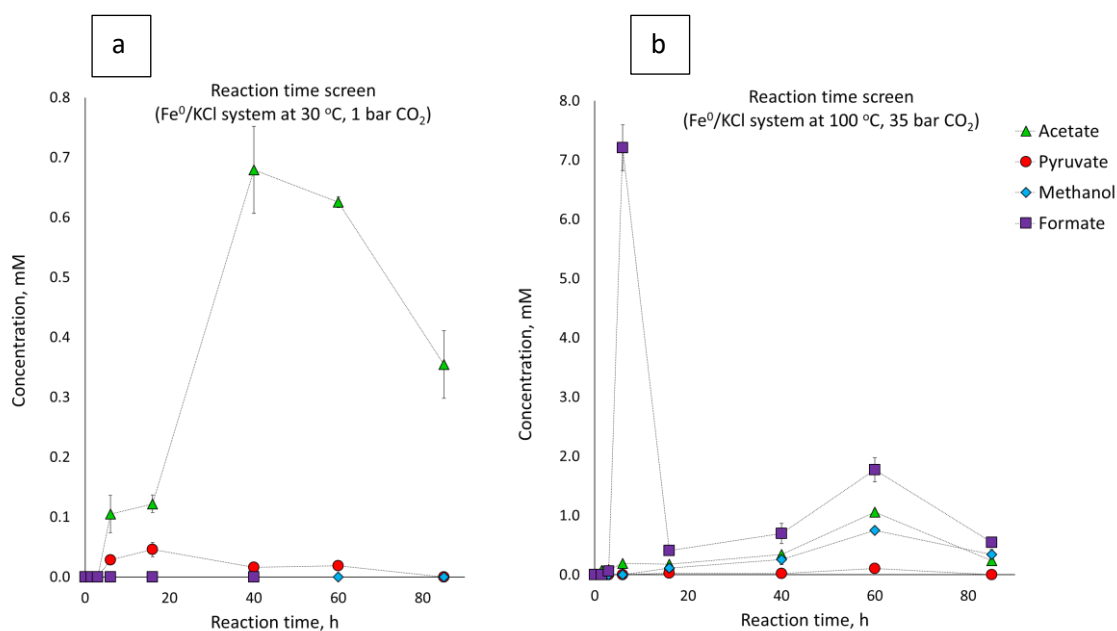 a
Reaction time screen
(Fe⁰/KCl system at 30 °C, 1 bar CO₂)
0.8
0.7
0.6
0.5
0.4
0.3
0.2
0.1
0.0
Concentration, mM
0 20 40 60 80
Reaction time, h
b
Reaction time screen
(Fe⁰/KCl system at 100 °C, 35 bar CO₂)
8.0
7.0
6.0
5.0
4.0
3.0
2.0
1.0
0.0
Concentration, mM
0 20 40 60 80
Reaction time, h
Acetate
Pyruvate
Methanol
Formate